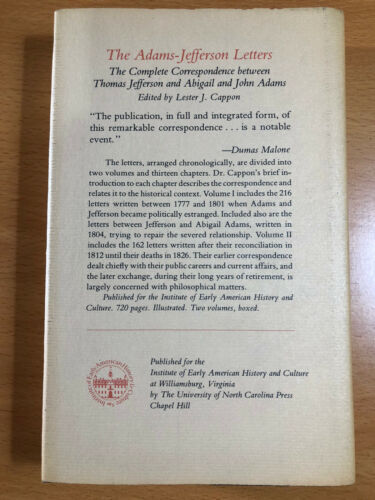 The Adams-Jefferson Letters
The Complete Correspondence between
Thomas Jefferson and Abigail and John Adams
Edited by Lester J. Cappon
"The publication, in full and integrated form, of
this remarkable correspondence . . . is a notable
event."
—Dumas Malone
The letters, arranged chronologically, are divided into
two volumes and thirteen chapters. Dr. Cappon's brief in-
troduction to each chapter describes the correspondence and
relates it to the historical context. Volume I includes the 216
letters written between 1777 and 1801 when Adams and
Jefferson became politically estranged. Included also are the
letters between Jefferson and Abigail Adams, written in
1804, trying to repair the severed relationship. Volume II
includes the 162 letters written after their reconciliation in
1812 until their deaths in 1826. Their earlier correspondence
dealt chiefly with their public careers and current affairs, and
the later exchange, during their long years of retirement, is
largely concerned with philosophical matters.
Published for the Institute of Early American History and
Culture. 720 pages. Illustrated. Two volumes, boxed.
Institute of Early American History & Culture
Published for the
Institute of Early American History and Culture
at Williamsburg, Virginia
by The University of North Carolina Press
Chapel Hill